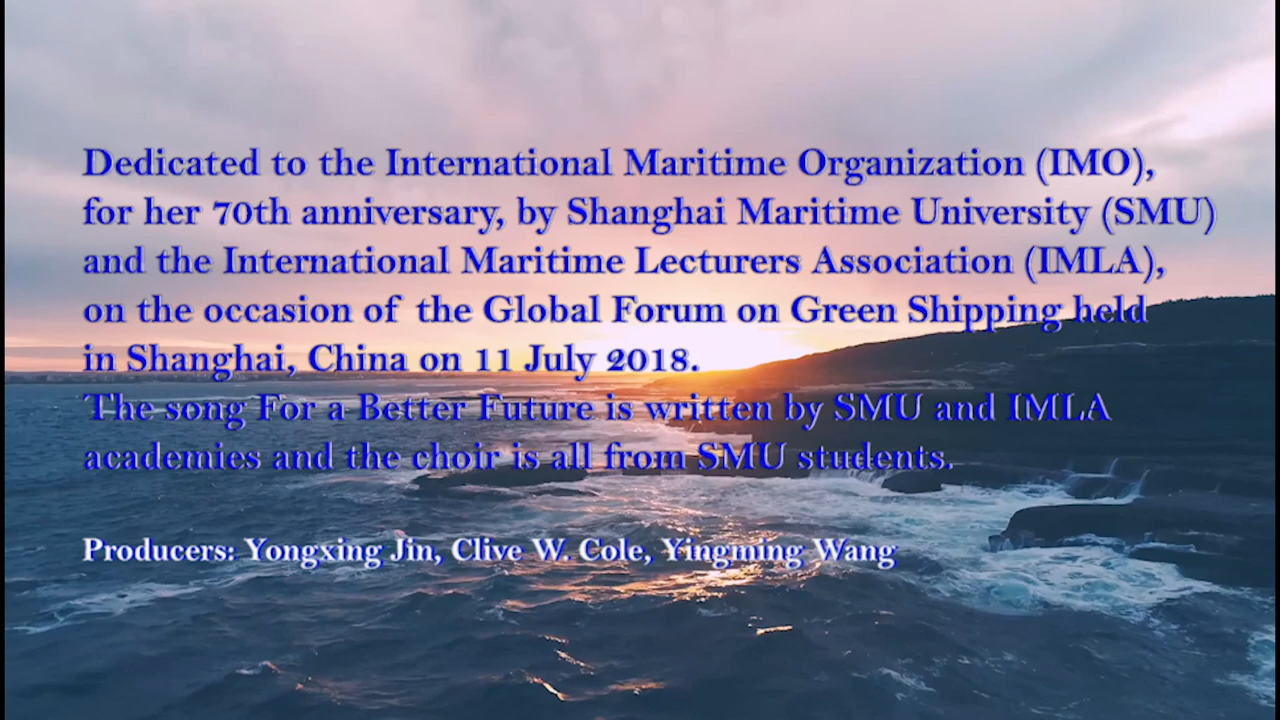 Dedicated to the International Maritime Organization (IMO),
for her 70th anniversary, by Shanghai Maritime University (SMU)
and the International Maritime Lecturers Association (IMLA),
on the occasion of the Global Forum on Green Shipping held
in Shanghai, China on 11 July 2018.
The song For a Better Future is written by SMU and IMLA
academies and the choir is all from SMU students.
Producers: Yongxing Jin, Clive W. Cole, Yingming Wang